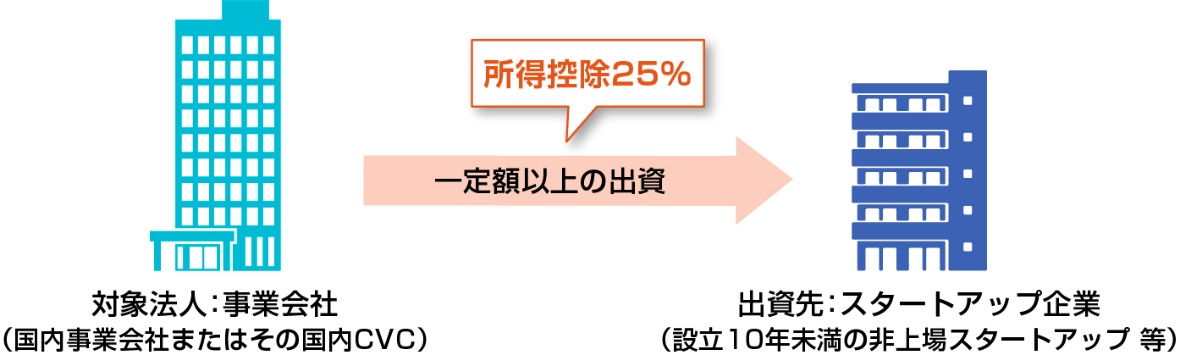 所得控除25%
一定額以上の出資
対象法人：事業会社
（国内事業会社またはその国内CVC）
出資先：スタートアップ企業
（設立10年未満の非上場スタートアップ 等）